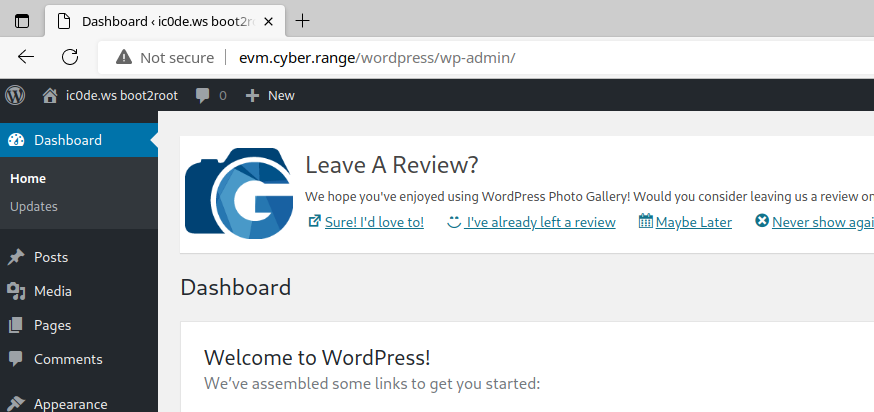 Dashboard ‹ ic0de.ws boot2r
Not secure evm.cyber.range/wordpress/wp-admin/
ic0de.ws boot2root 0 New
Dashboard
Home
Updates
Posts
Media
Pages
Comments
Appearance
G
Leave A Review?
We hope you've enjoyed using WordPress Photo Gallery! Would you consider leaving us a review on
Sure! I'd love to! I've already left a review Maybe Later Never show agai
Dashboard
Welcome to WordPress!
We've assembled some links to get you started: